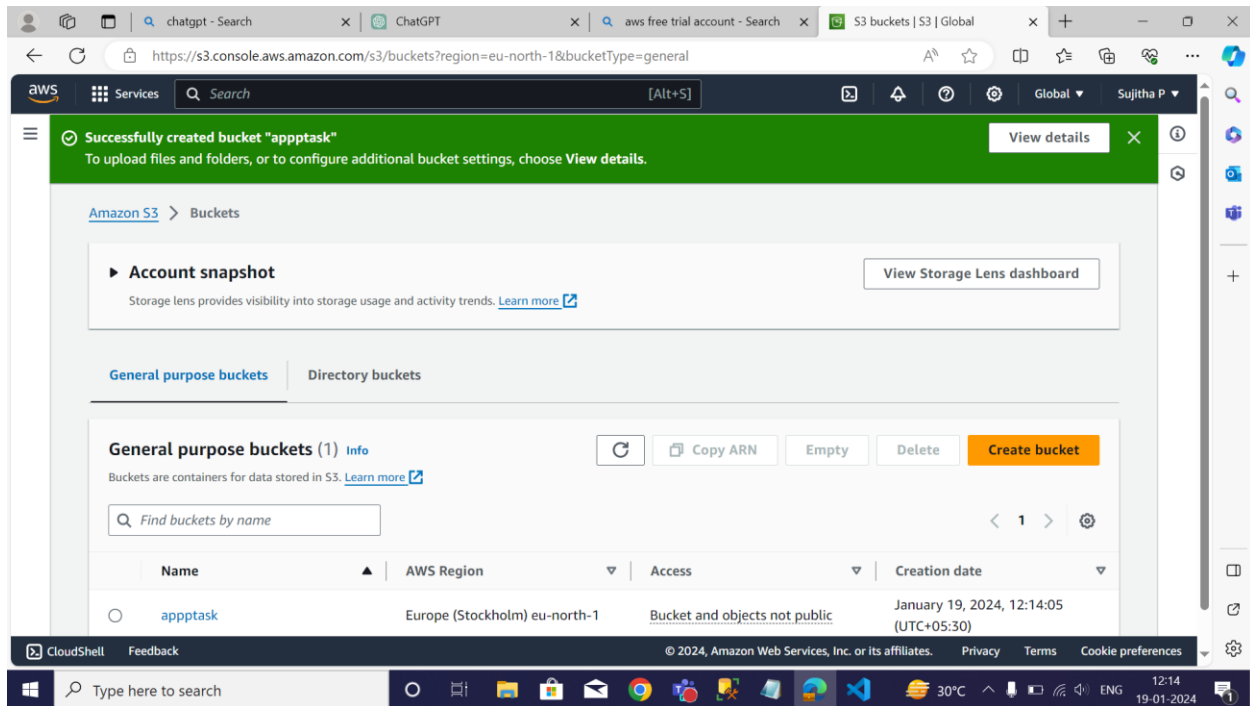 chatgpt - Search
ChatGPT
aws free trial account - Search
S3 buckets | S3 | Global
https://s3.console.aws.amazon.com/s3/buckets?region=eu-north-1&bucketType=general
aws
Services
Search
[Alt+S]
Global
Sujitha P
Successfully created bucket "appptask"
To upload files and folders, or to configure additional bucket settings, choose View details.
View details
Amazon S3 > Buckets
Account snapshot
Storage lens provides visibility into storage usage and activity trends. Learn more
View Storage Lens dashboard
General purpose buckets
Directory buckets
General purpose buckets (1) Info
Buckets are containers for data stored in S3. Learn more
Copy ARN
Empty
Delete
Create bucket
Find buckets by name
1
Name
AWS Region
Access
Creation date
appptask
Europe (Stockholm) eu-north-1
Bucket and objects not public
January 19, 2024, 12:14:05
(UTC+05:30)
CloudShell
Feedback
© 2024, Amazon Web Services, Inc. or its affiliates.
Privacy
Terms
Cookie preferences
Type here to search
30°C
ENG
12:14
19-01-2024
1